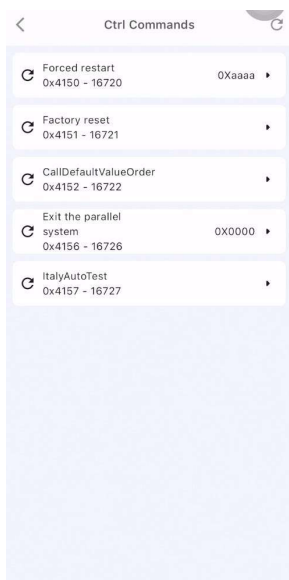 Ctrl Commands
Forced restart
0x4150 - 16720
0Xaaaa
Factory reset
0x4151 - 16721
CallDefaultValueOrder
0x4152 - 16722
Exit the parallel
system
0x4156 - 16726
0X0000
ItalyAutoTest
0x4157 - 16727